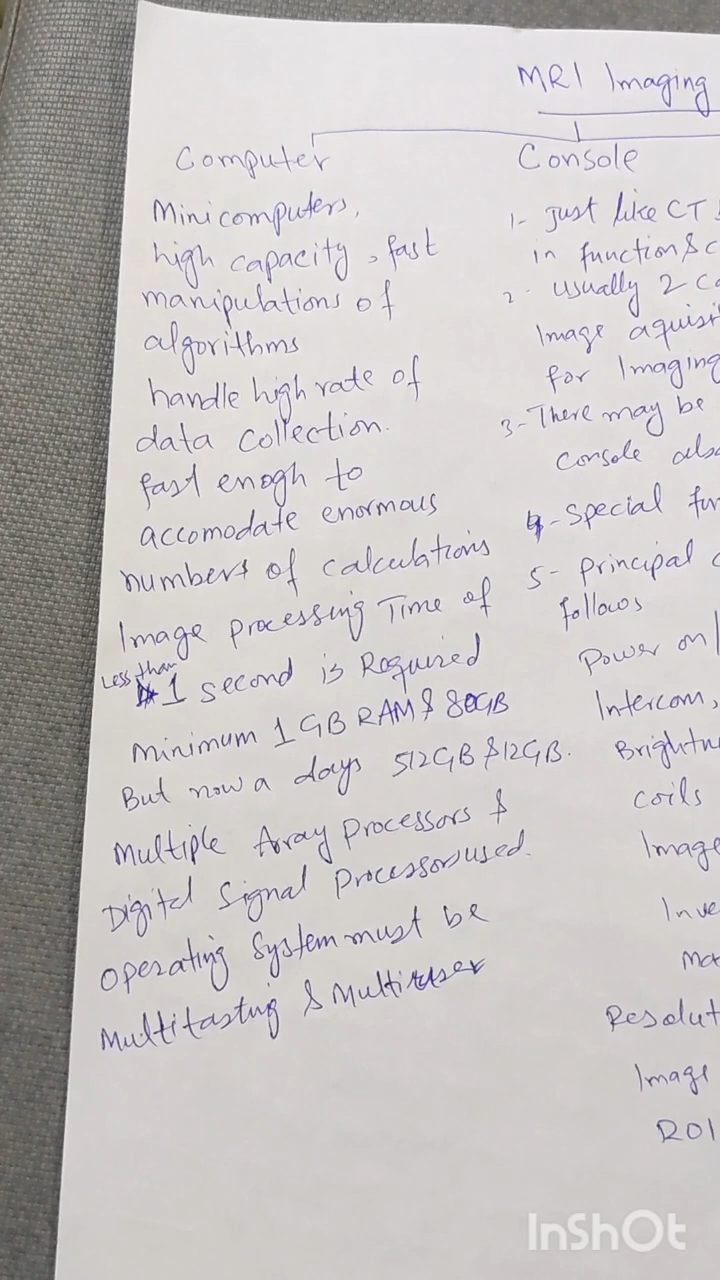 MRI Imaging
Computer
Minicomputers,
high capacity, fast
manipulations of
algorithms
handle high rate of
data collection.
fast enogh to
accomodate enormous
numbers of calculations
Image processing Time of
Less than
1 second is Required
minimum 1 GB RAM & 80GB
But now a days 512GB & 12GB.
Multiple Array Processors &
Digital Signal Processors used.
Operating System must be
Multitasting & Multiuser
Console
1- Just like CT
in function &
2- usually 2
Image aquisi
for Imaging
3- There may be
console also
4- Special fun
5- Principal
follows
Power on
Intercom,
Brightn
coils
Image
Inve
Resolut
Image
ROI
InShOt